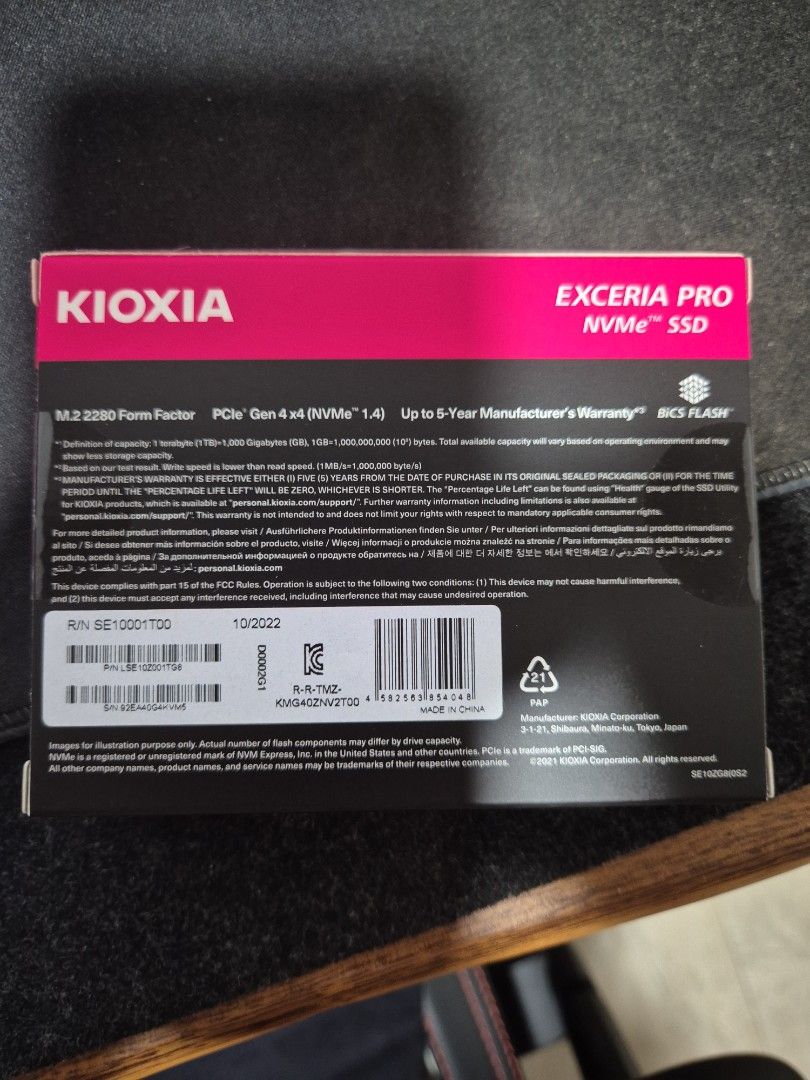 KIOXIA
EXCERIA PRO
NVMe™ SSD
M.2 2280 Form Factor PCIe® Gen 4 x4 (NVMe™ 1.4) Up to 5-Year Manufacturer's Warranty*³
BiCS FLASH™
*¹Definition of capacity: 1 terabyte (1TB)=1,000 Gigabytes (GB), 1GB=1,000,000,000 (10⁹) bytes. Total available capacity will vary based on operating environment and may
show less storage capacity.
*²Based on our test result. Write speed is lower than read speed. (1MB/s=1,000,000 byte/s)
*³MANUFACTURER'S WARRANTY IS EFFECTIVE EITHER (I) FIVE (5) YEARS FROM THE DATE OF PURCHASE IN ITS ORIGINAL SEALED PACKAGING OR (II) FOR THE TIME
PERIOD UNTIL THE "PERCENTAGE LIFE LEFT" WILL BE ZERO, WHICHEVER IS SHORTER. The "Percentage Life Left" can be found using "Health" gauge of the SSD Utility
for KIOXIA products, which is available at "personal.kioxia.com/support/". Further warranty information including limitations is also available at
"personal.kioxia.com/support/". This warranty is not intended to and does not limit your rights with respect to mandatory applicable consumer rights.
For more detailed product information, please visit / Ausführlichere Produktinformationen finden Sie unter / Per ulteriori informazioni dettagliate sul prodotto rimandiamo
al sito / Si desea obtener más información sobre el producto, visite / Więcej informacji o produkcie można znaleźć na stronie / Para informações mais detalhadas sobre o
produto, aceda à página / За дополнительной информацией о продукте обратитесь на / 제품에 대한 더 자세한 정보는 에서 확인하세요 / يرجى زيارة الموقع الالكتروني
لمزيد من المعلومات المفصلة عن المنتج: personal.kioxia.com
This device complies with part 15 of the FCC Rules. Operation is subject to the following two conditions: (1) This device may not cause harmful interference,
and (2) this device must accept any interference received, including interference that may cause undesired operation.
R/N SE10001T00 10/2022
P/N LSE10Z001TG8
S/N 92EA40G4KVM5
D0002G1
R-R-TMZ-
KMG40ZNV2T00
4 582563 854048
MADE IN CHINA
21
PAP
Manufacturer: KIOXIA Corporation
3-1-21, Shibaura, Minato-ku, Tokyo, Japan
Images for illustration purpose only. Actual number of flash components may differ by drive capacity.
NVMe is a registered or unregistered mark of NVM Express, Inc. in the United States and other countries. PCIe is a trademark of PCI-SIG.
All other company names, product names, and service names may be trademarks of their respective companies. ©2021 KIOXIA Corporation. All rights reserved.
SE10ZG8(0S2